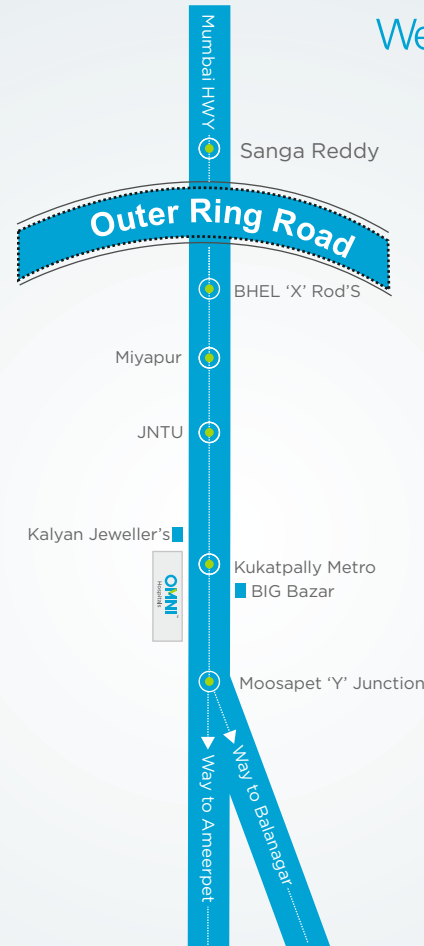 We
Mumbai HWY
Sanga Reddy
Outer Ring Road
BHEL ‘X’ Rod’S
Miyapur
JNTU
Kalyan Jeweller’s
OMNI
Hospitals
Kukatpally Metro
BIG Bazar
Moosapet ‘Y’ Junction
Way to Ameerpet
Way to Balanagar